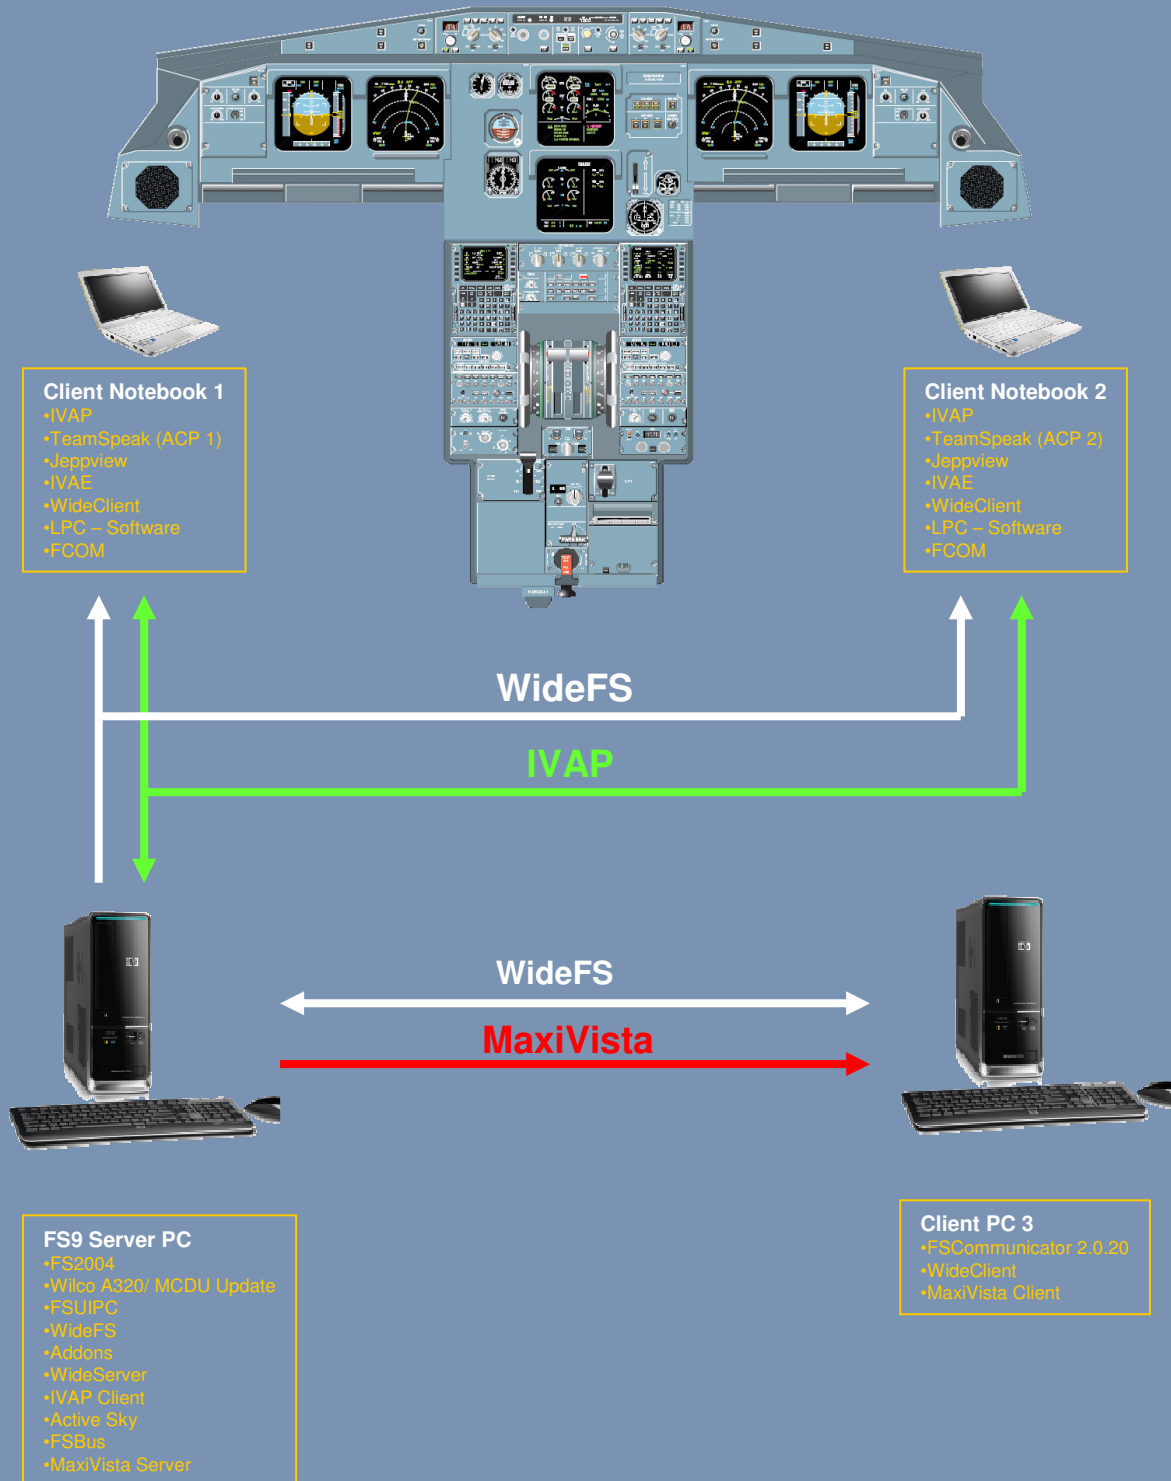 Client Notebook 1
•IVAP
•TeamSpeak (ACP 1)
•Jeppview
•IVAE
•WideClient
•LPC – Software
•FCOM
Client Notebook 2
•IVAP
•TeamSpeak (ACP 2)
•Jeppview
•IVAE
•WideClient
•LPC – Software
•FCOM
WideFS
IVAP
WideFS
MaxiVista
FS9 Server PC
•FS2004
•Wilco A320/ MCDU Update
•FSUIPC
•WideFS
•Addons
•WideServer
•IVAP Client
•Active Sky
•FSBus
•MaxiVista Server
Client PC 3
•FSCommunicator 2.0.20
•WideClient
•MaxiVista Client